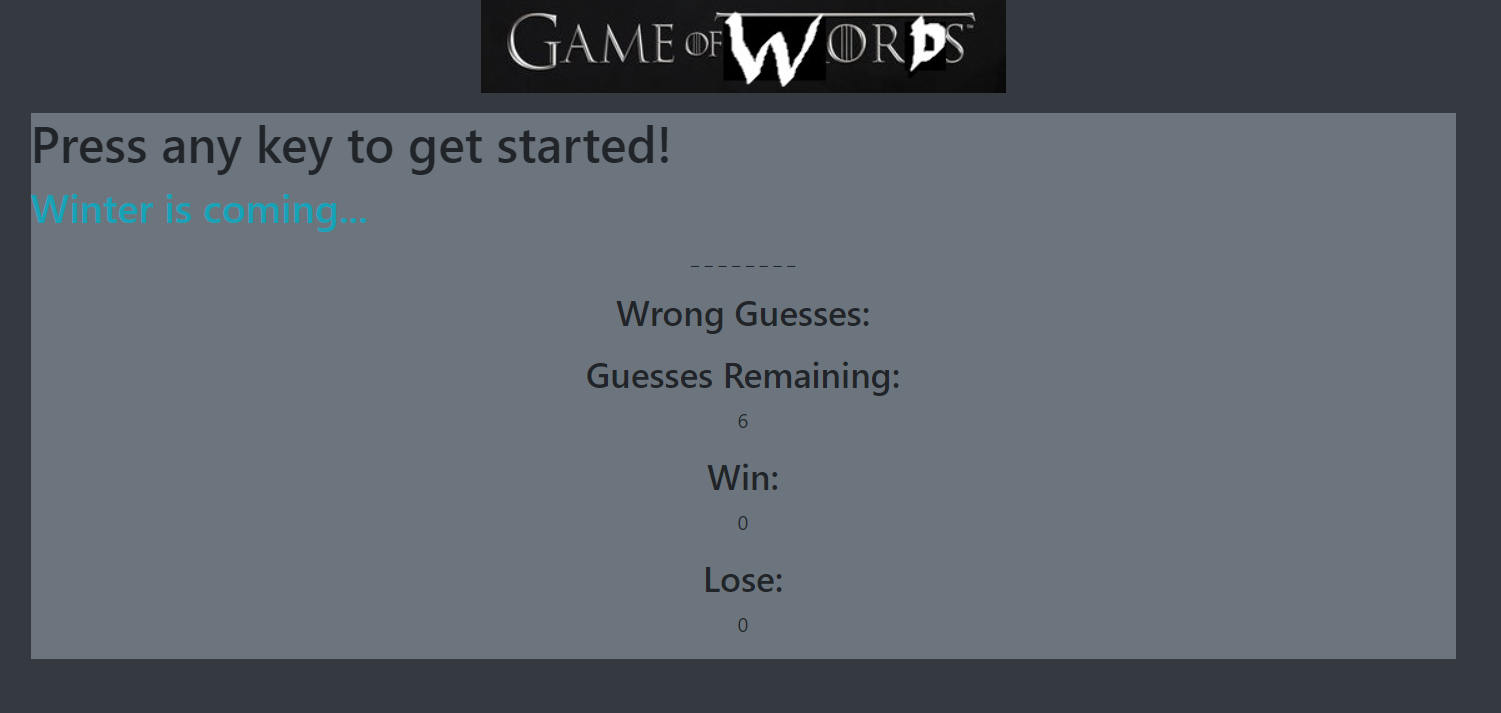 GAME OF WORDS™
Press any key to get started!
Winter is coming...
_ _ _ _ _ _ _ _
Wrong Guesses:
Guesses Remaining:
6
Win:
0
Lose:
0